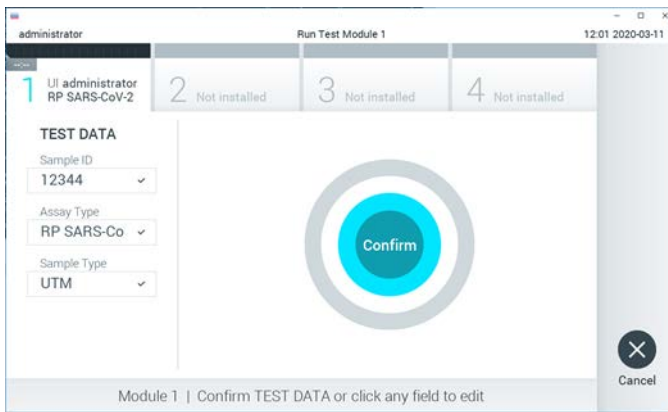 administrator
Run Test Module 1
12:01 2020-03-11
1
UI administrator
RP SARS-CoV-2
2 Not installed
3 Not installed
4 Not installed
TEST DATA
Sample ID
12344
Assay Type
RP SARS-Co
Sample Type
UTM
Confirm
Cancel
Module 1 | Confirm TEST DATA or click any field to edit